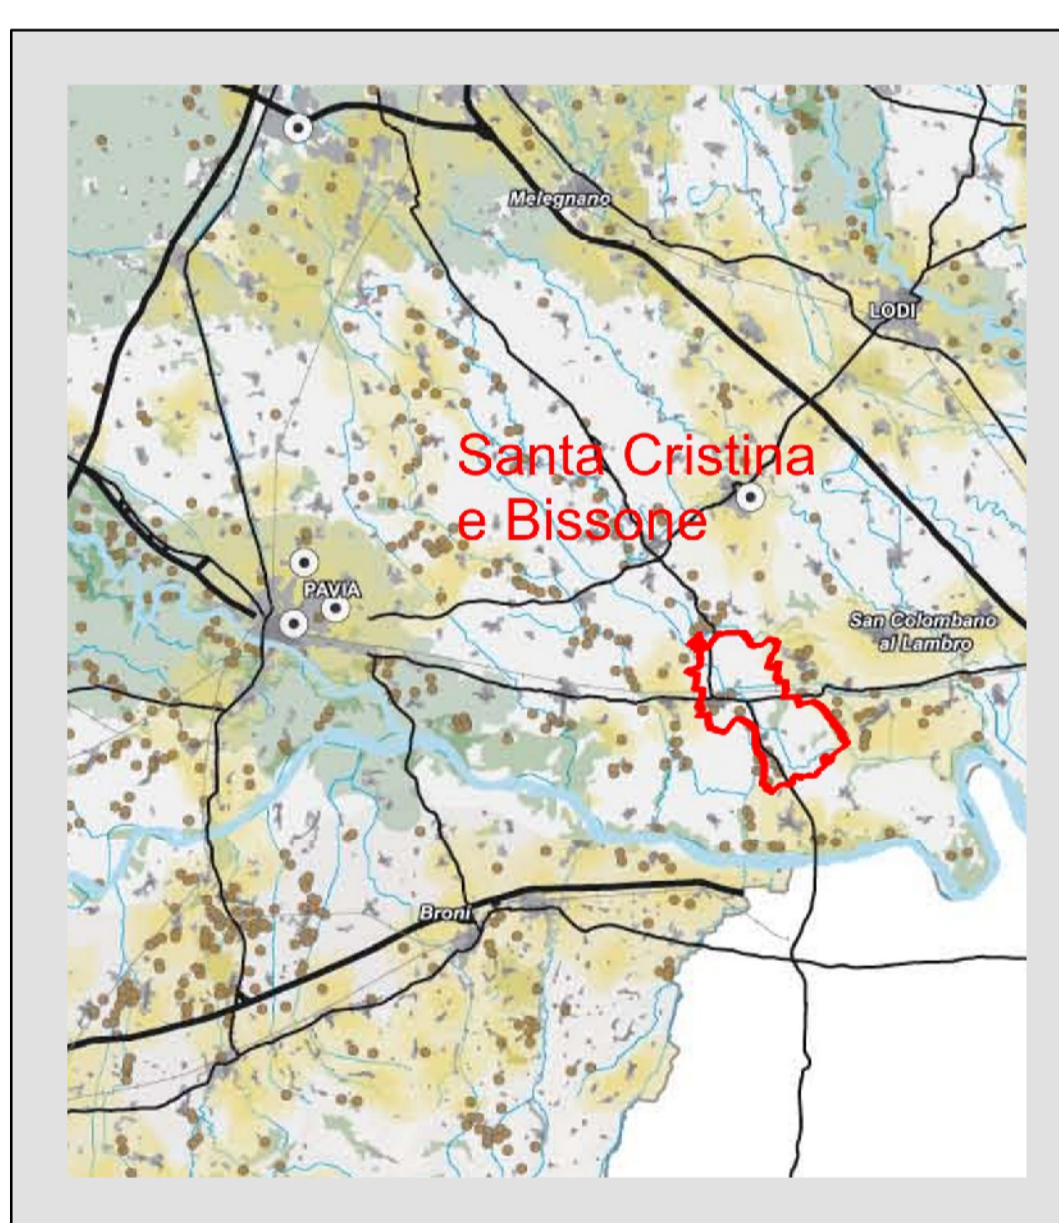 Melegnano
LODI
Santa Cristina
e Bissone
PAVIA
San Colombano
al Lambro
Broni